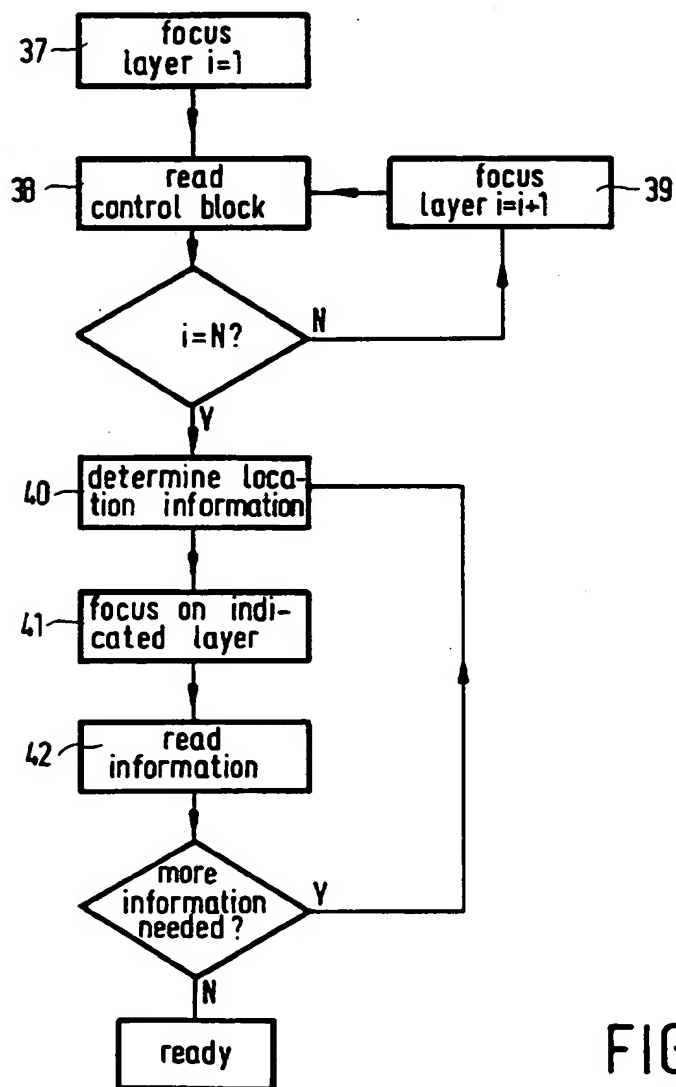 37
focus
layer i=1
38
read
control block
focus
layer i=i+1
39
i=N?
N
Y
40
determine loca-
tion information
41
focus on indi-
cated layer
42
read
information
more
information
needed?
Y
N
ready
FIG